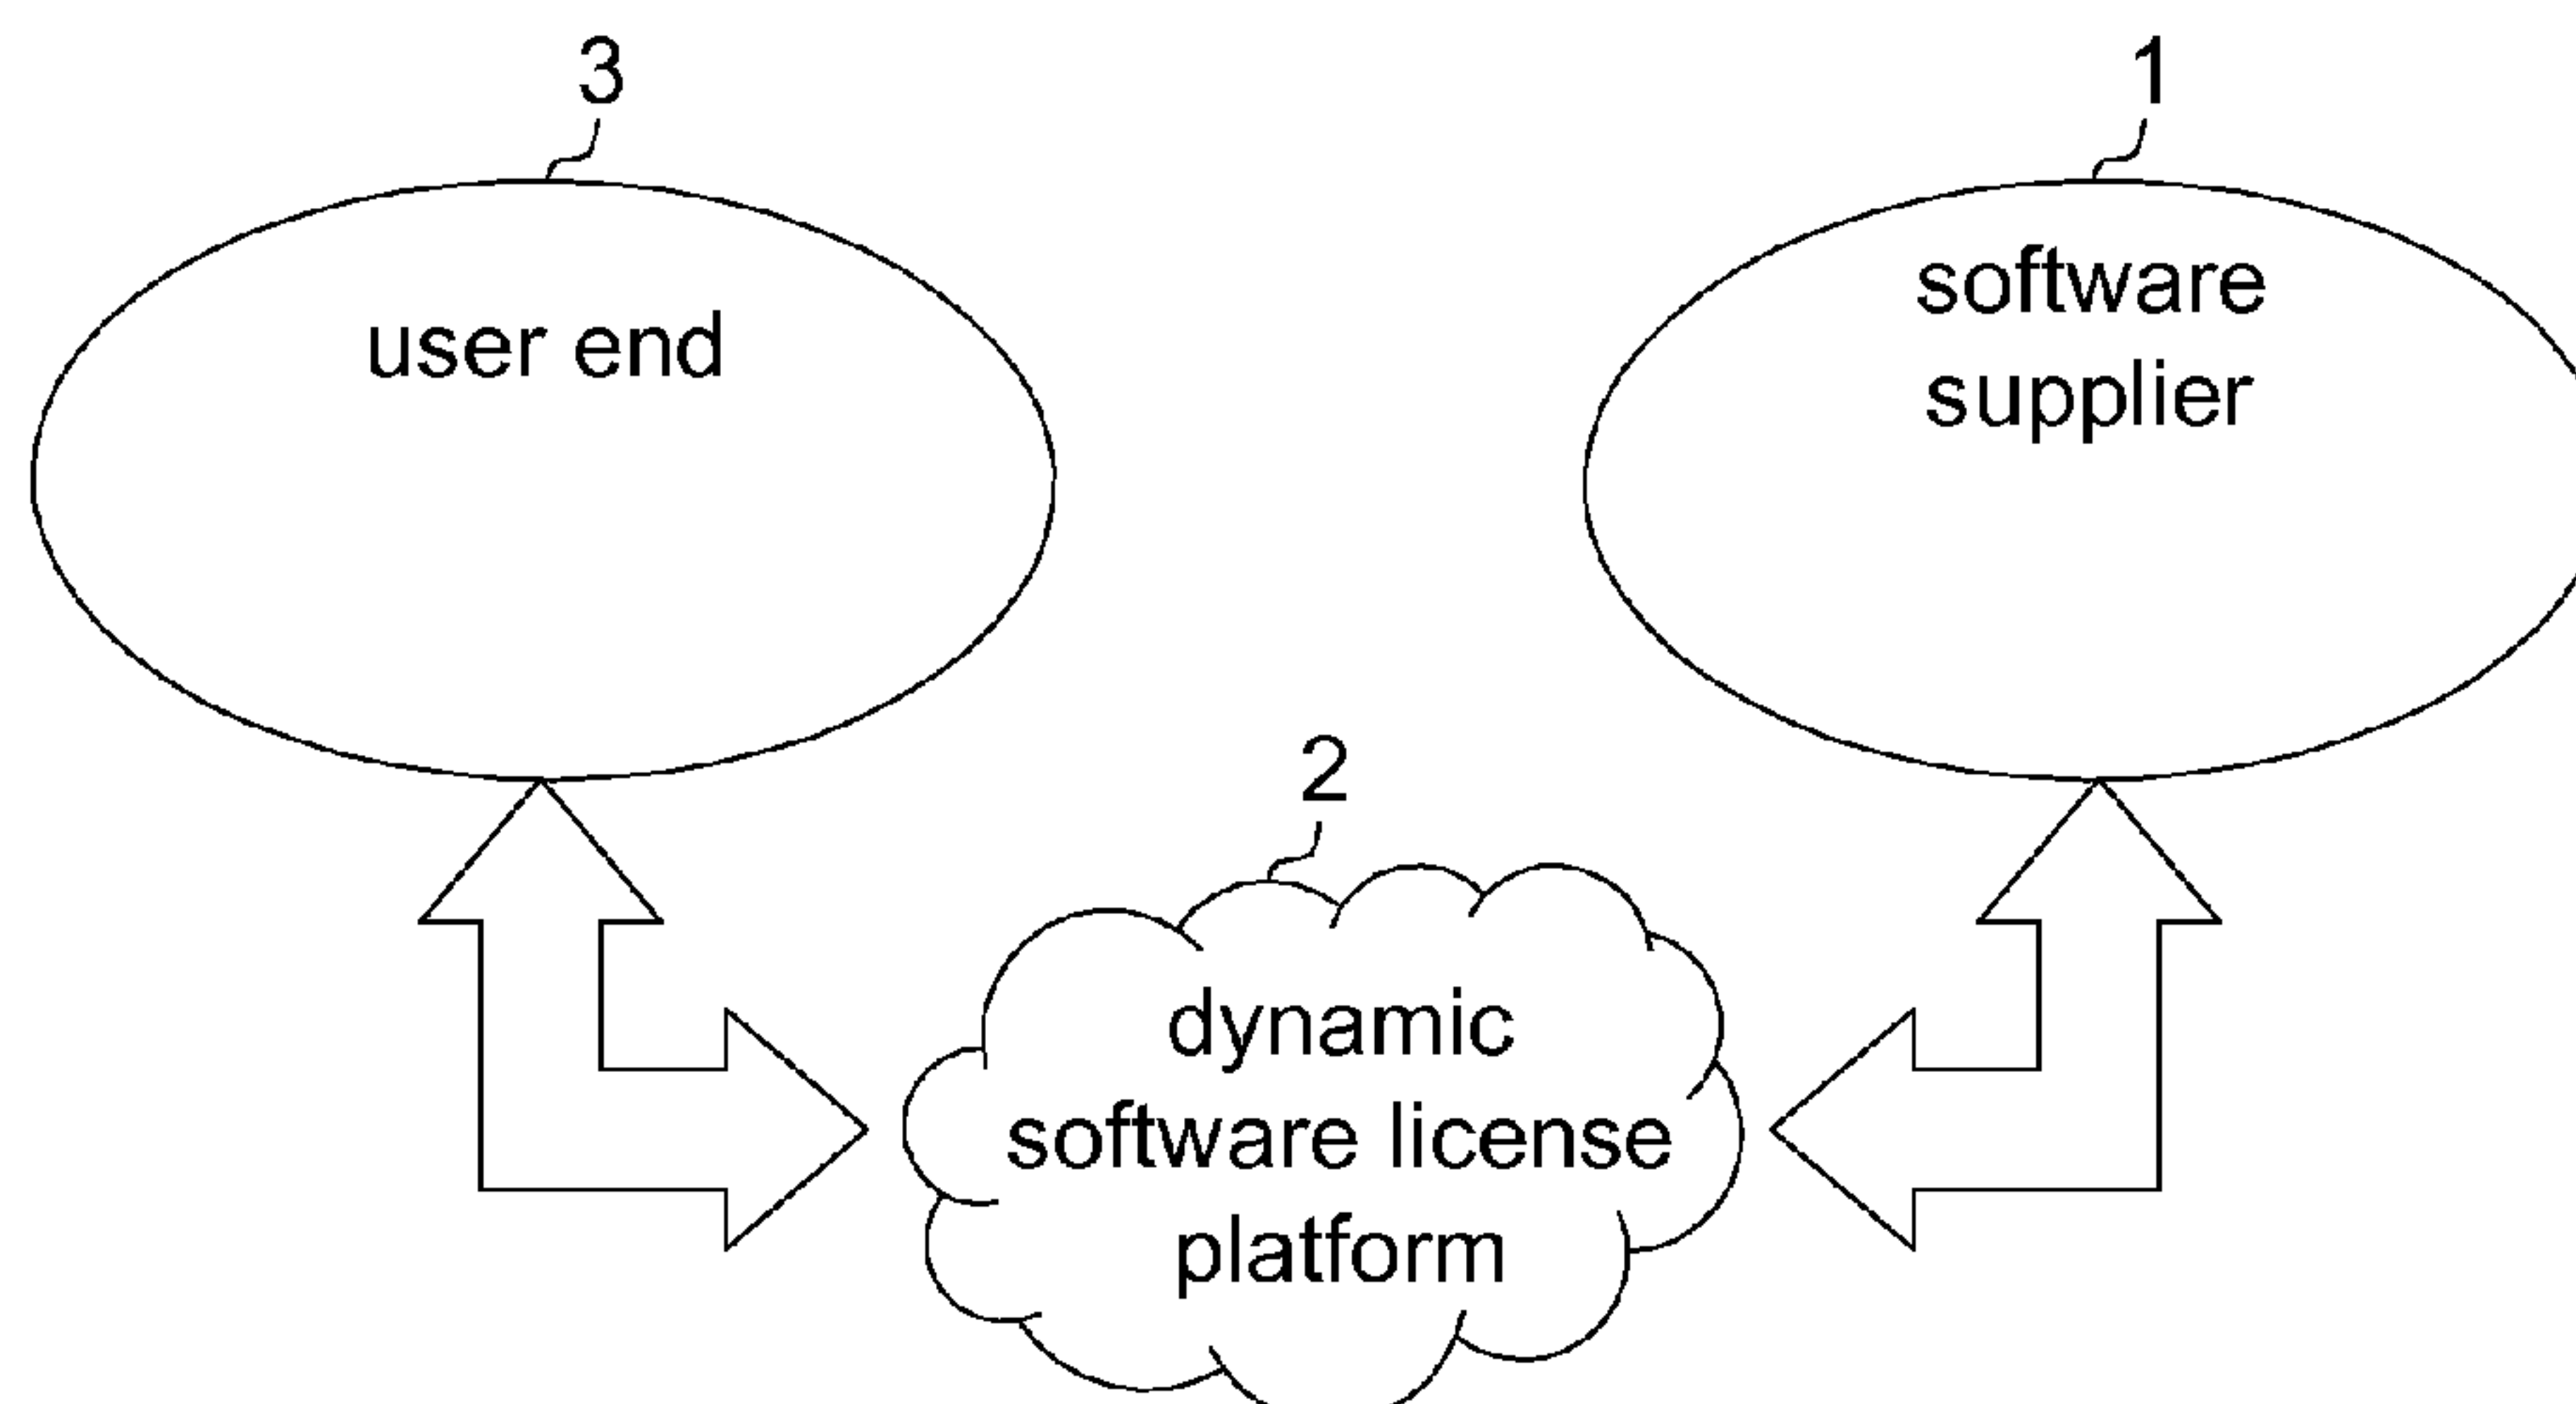 3
1
user end
software
supplier
2
dynamic
software license
platform